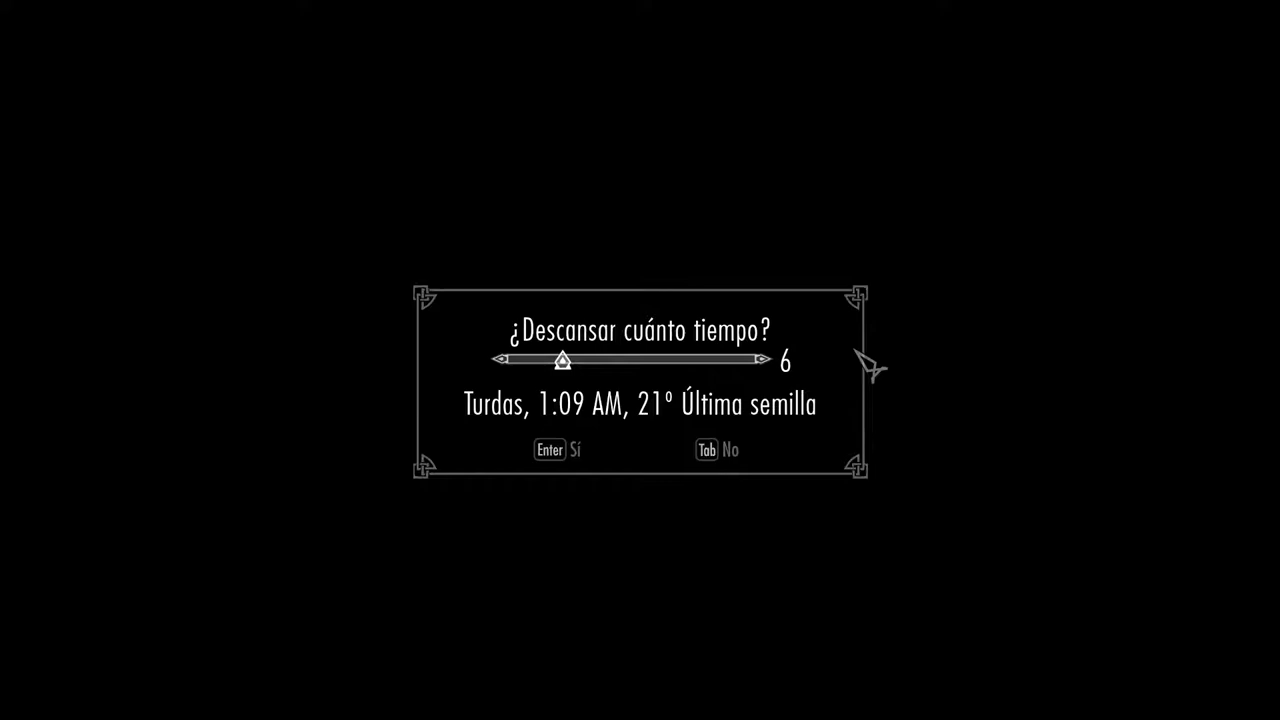 ¿Descansar cuánto tiempo?
6
Turdas, 1:09 AM, 21º Última semilla
Enter Sí Tab No